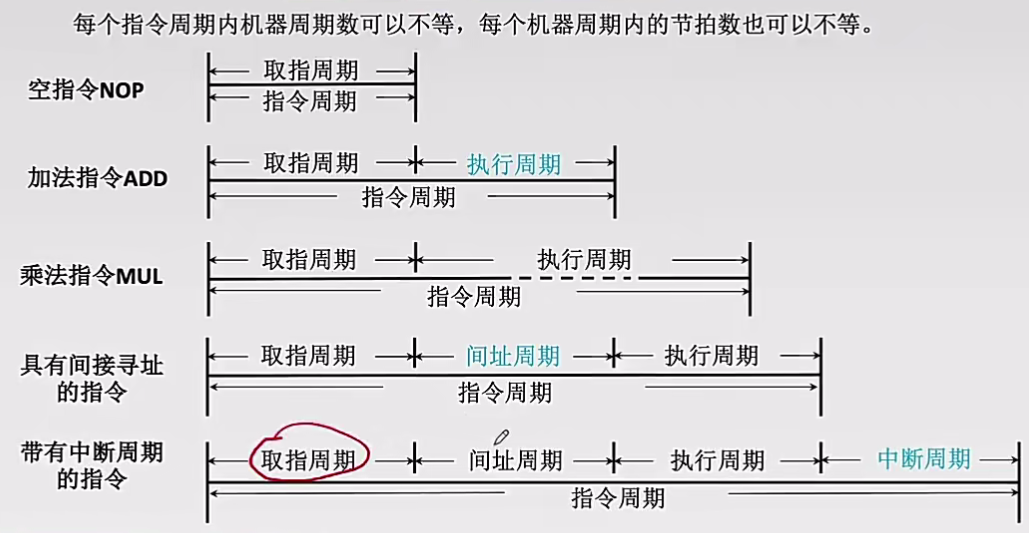 每个指令周期内机器周期数可以不等，每个机器周期内的节拍数也可以不等。
空指令NOP
取指周期
指令周期
加法指令ADD
取指周期 执行周期
指令周期
乘法指令MUL
取指周期 执行周期
指令周期
具有间接寻址
的指令
取指周期 间址周期 执行周期
指令周期
带有中断周期
的指令
取指周期 间址周期 执行周期 中断周期
指令周期